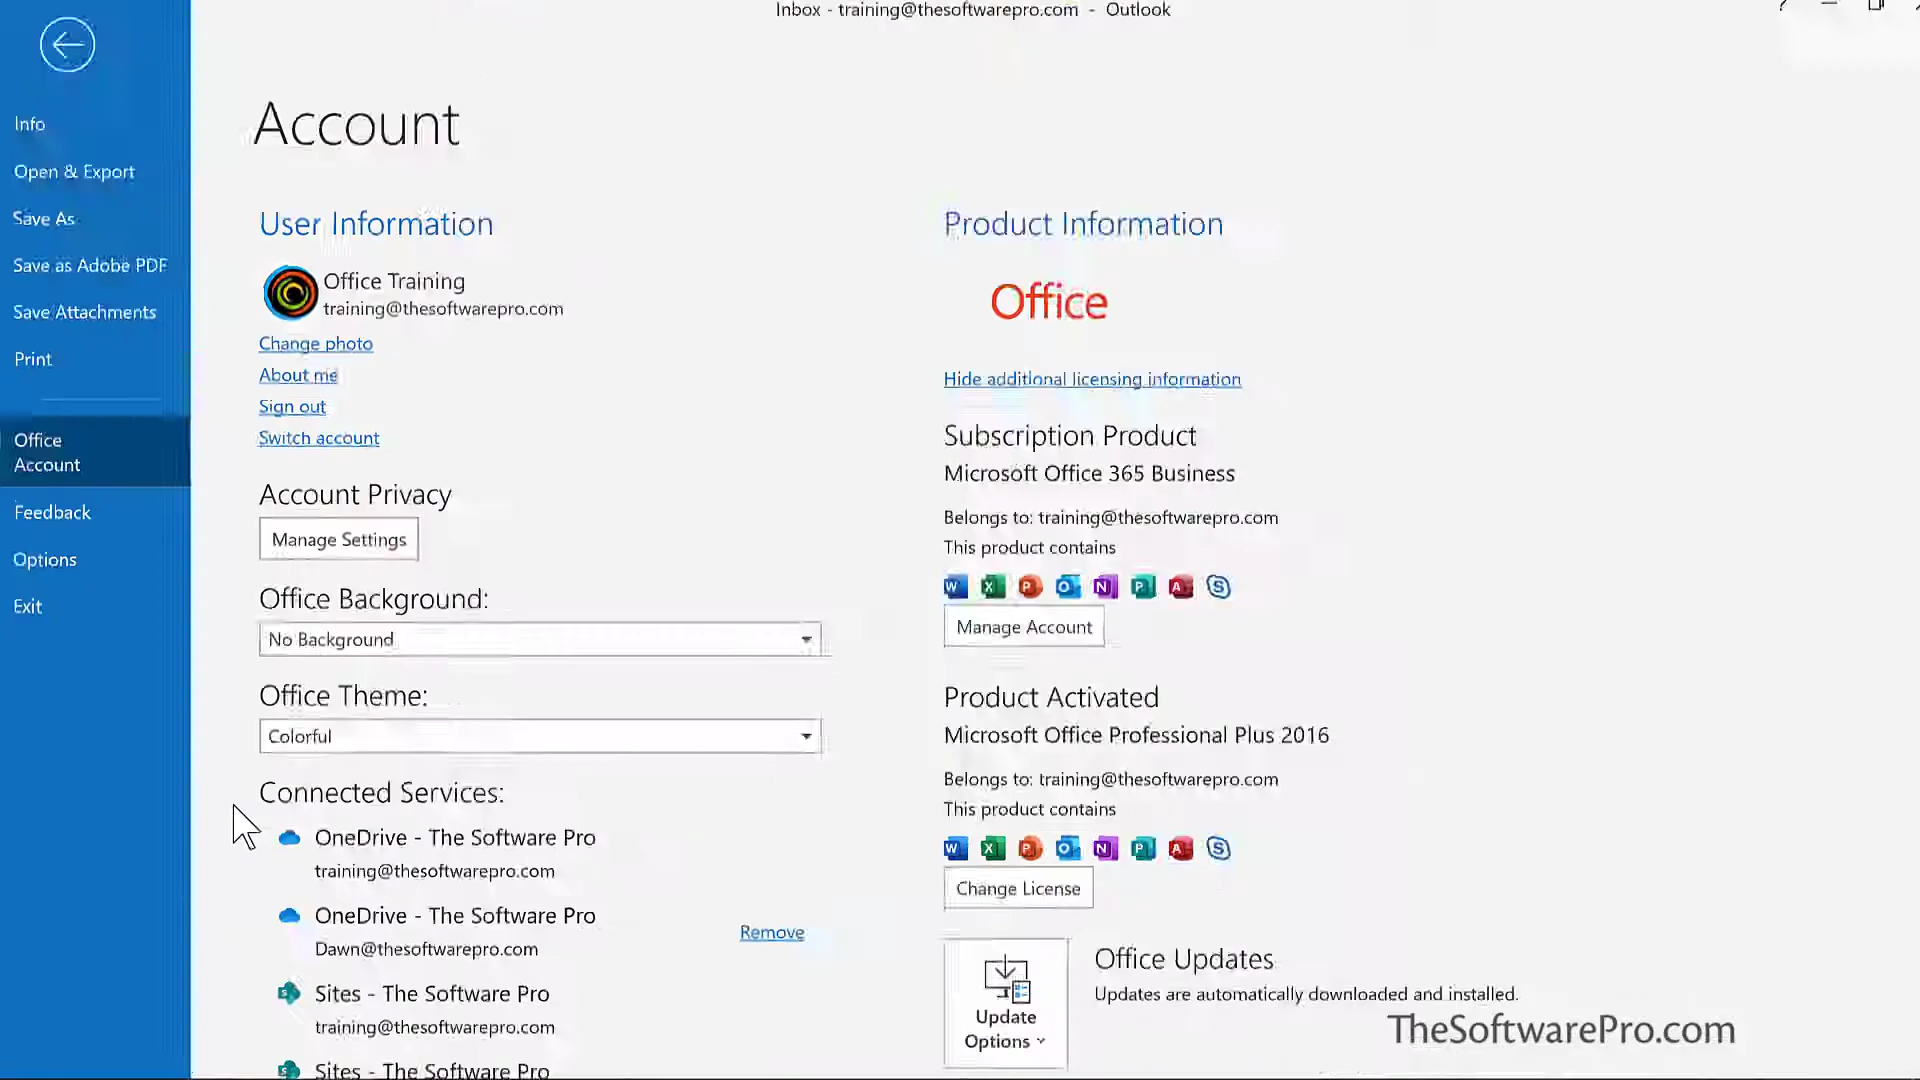 Inbox - training@thesoftwarepro.com - Outlook
Info
Open & Export
Save As
Save as Adobe PDF
Save Attachments
Print
Office
Account
Feedback
Options
Exit
Account
User Information
Office Training
training@thesoftwarepro.com
Change photo
About me
Sign out
Switch account
Account Privacy
Manage Settings
Office Background:
No Background
Office Theme:
Colorful
Connected Services:
OneDrive - The Software Pro
training@thesoftwarepro.com
OneDrive - The Software Pro
Dawn@thesoftwarepro.com
Remove
Sites - The Software Pro
training@thesoftwarepro.com
Sites - The Software Pro
Product Information
Office
Hide additional licensing information
Subscription Product
Microsoft Office 365 Business
Belongs to: training@thesoftwarepro.com
This product contains
W X P O N P A S
Manage Account
Product Activated
Microsoft Office Professional Plus 2016
Belongs to: training@thesoftwarepro.com
This product contains
W X P O N P A S
Change License
Update
Options
Office Updates
Updates are automatically downloaded and installed.
TheSoftwarePro.com